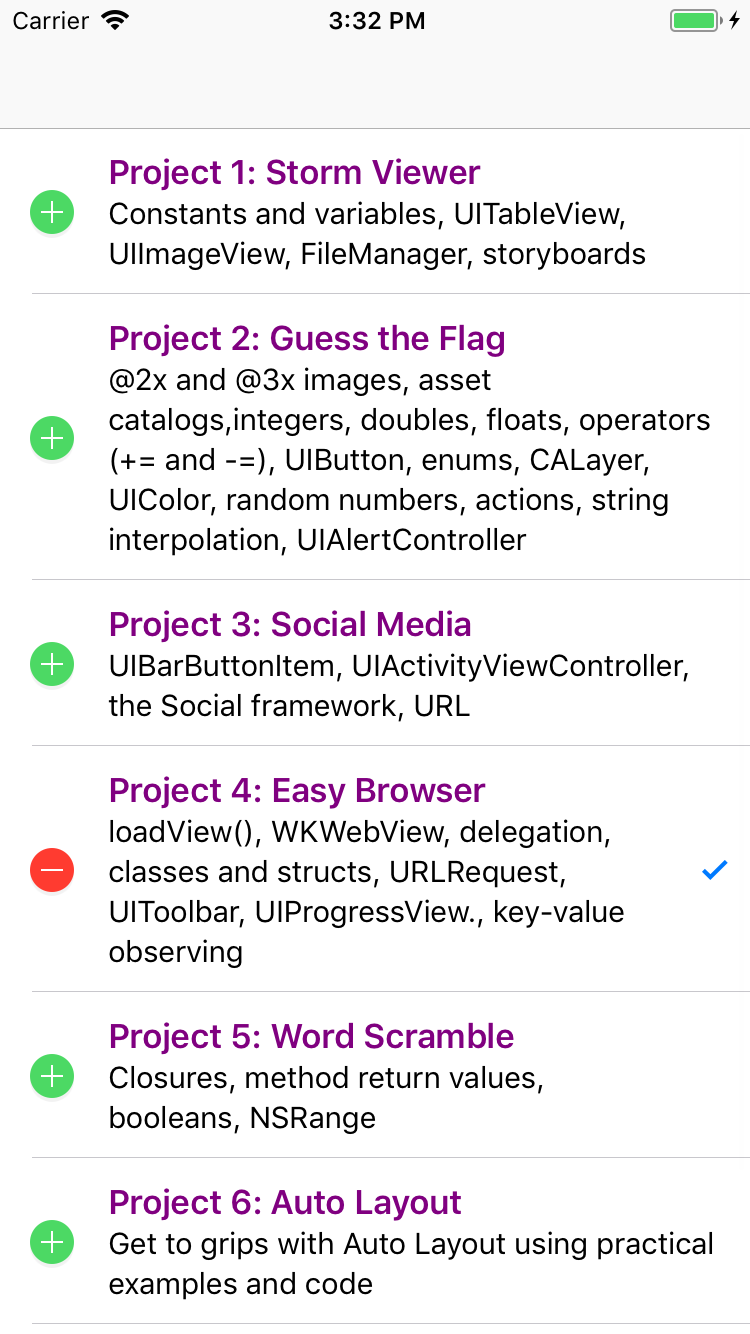 Carrier 3:32 PM
Project 1: Storm Viewer
Constants and variables, UITableView,
UIImageView, FileManager, storyboards
Project 2: Guess the Flag
@2x and @3x images, asset
catalogs,integers, doubles, floats, operators
(+= and -=), UIButton, enums, CALayer,
UIColor, random numbers, actions, string
interpolation, UIAlertController
Project 3: Social Media
UIBarButtonItem, UIActivityViewController,
the Social framework, URL
Project 4: Easy Browser
loadView(), WKWebView, delegation,
classes and structs, URLRequest,
UIToolbar, UIProgressView., key-value
observing
Project 5: Word Scramble
Closures, method return values,
booleans, NSRange
Project 6: Auto Layout
Get to grips with Auto Layout using practical
examples and code